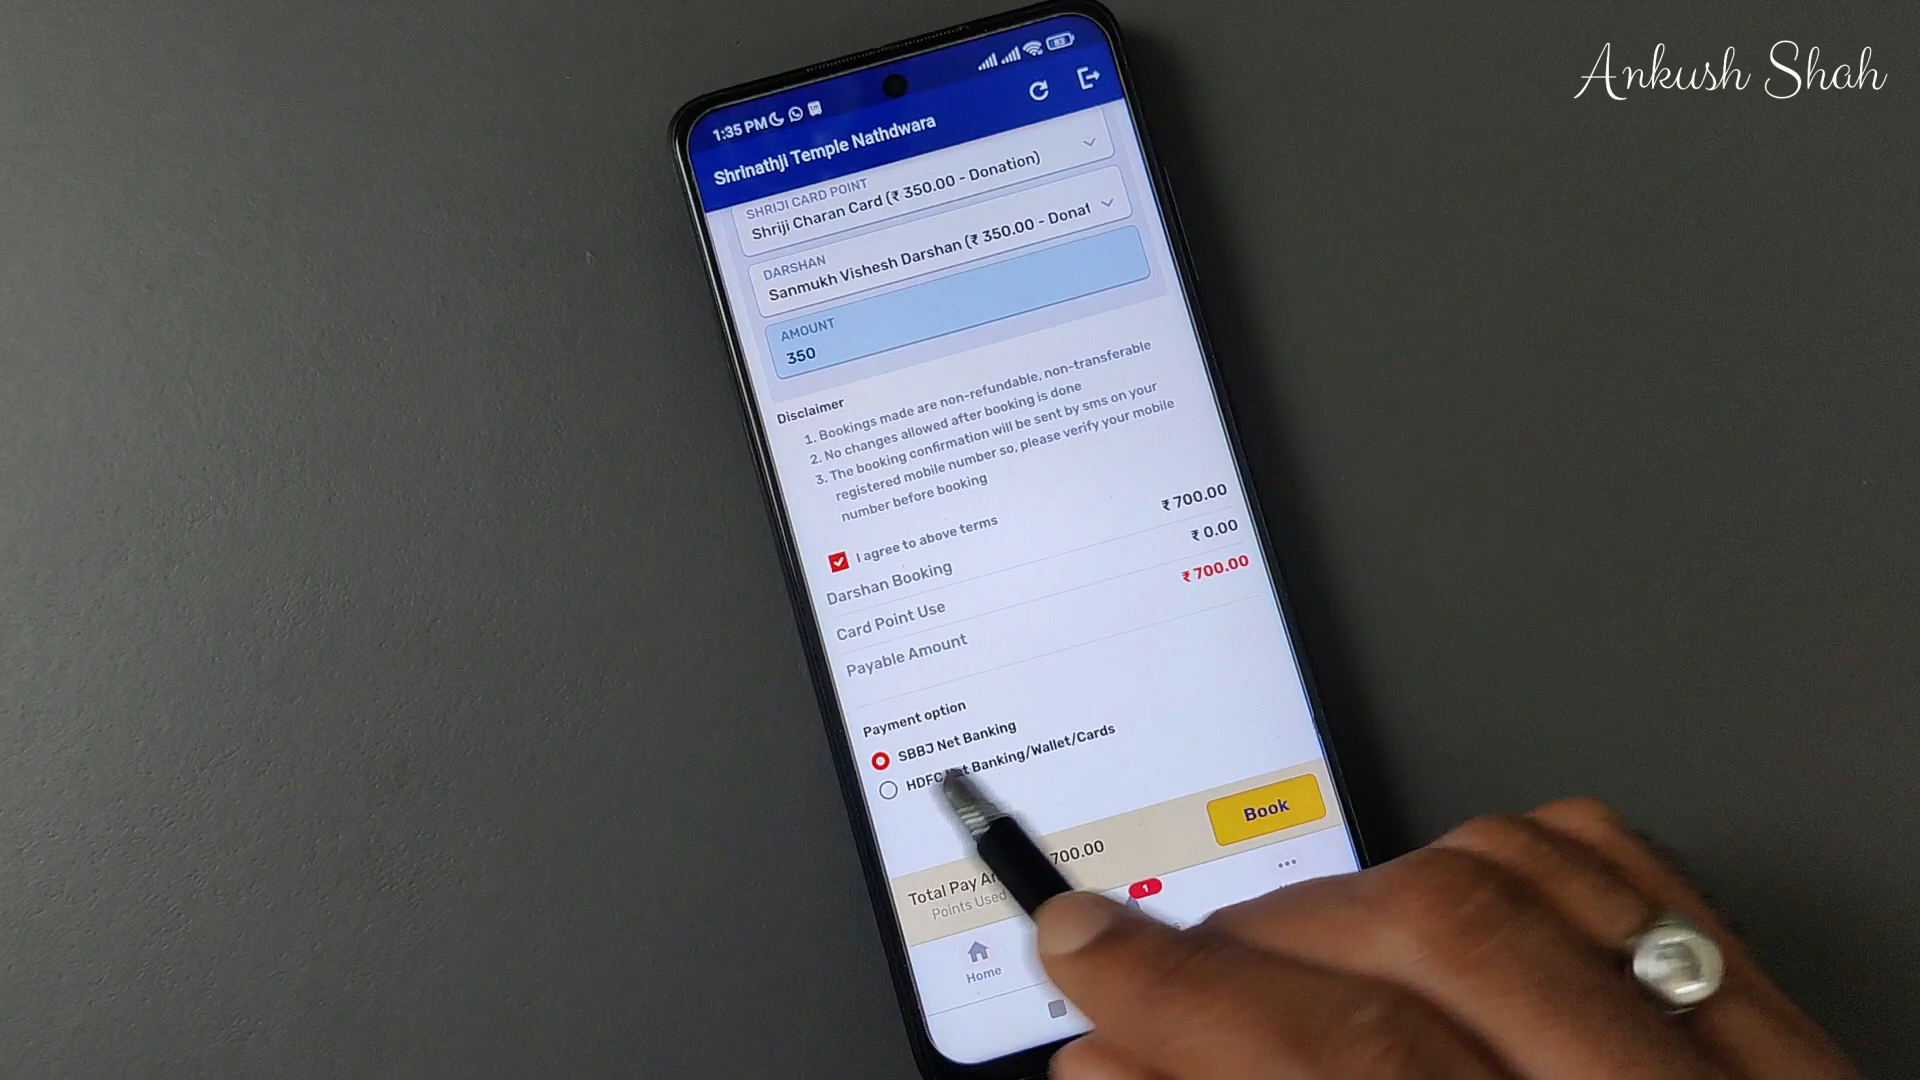 Ankush Shah
1:35 PM
83
Shrinathji Temple Nathdwara
SHRIJI CARD POINT
Shriji Charan Card (₹ 350.00 - Donation)
DARSHAN
Sanmukh Vishesh Darshan (₹ 350.00 - Donat
AMOUNT
350
Disclaimer
1. Bookings made are non-refundable, non-transferable
2. No changes allowed after booking is done
3. The booking confirmation will be sent by sms on your
registered mobile number so, please verify your mobile
number before booking
I agree to above terms
Darshan Booking ₹ 700.00
Card Point Use ₹ 0.00
Payable Amount ₹ 700.00
Payment option
SBBJ Net Banking
HDFC Net Banking/Wallet/Cards
Total Pay 700.00
Book
Points Used
1
Home